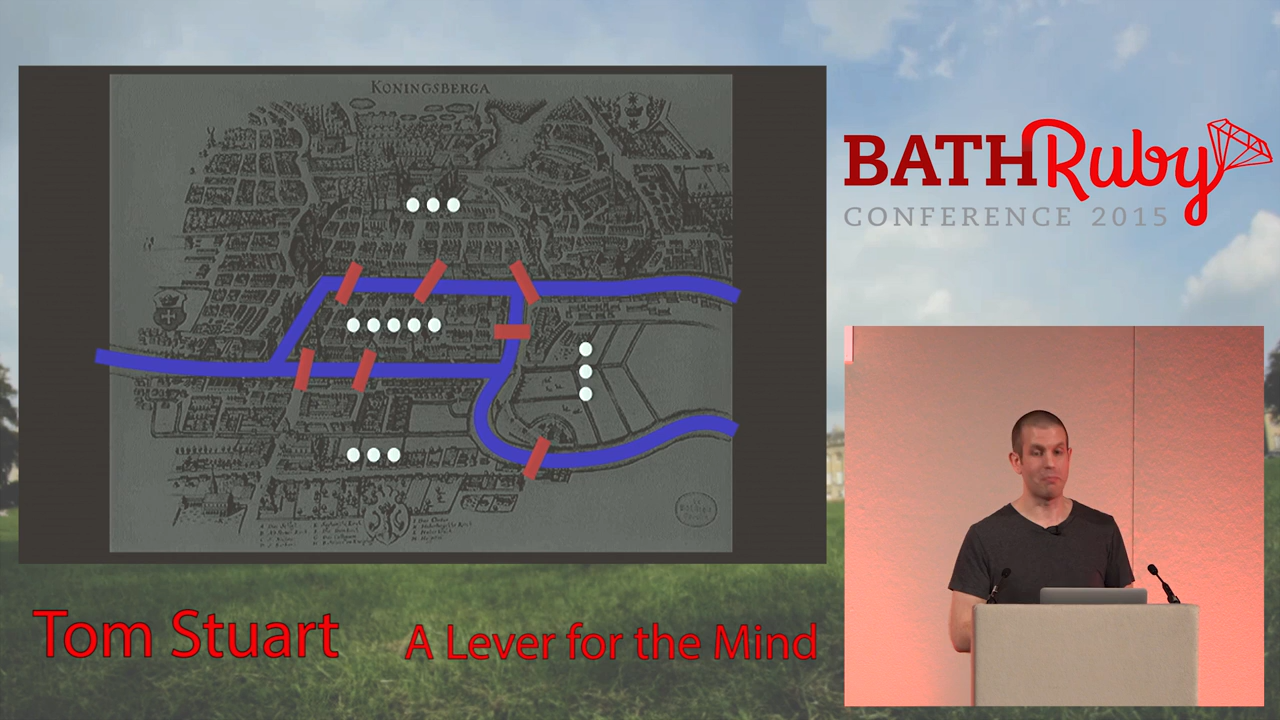 KONINGSBERGA
BATHRuby
CONFERENCE 2015
Tom Stuart
A Lever for the Mind